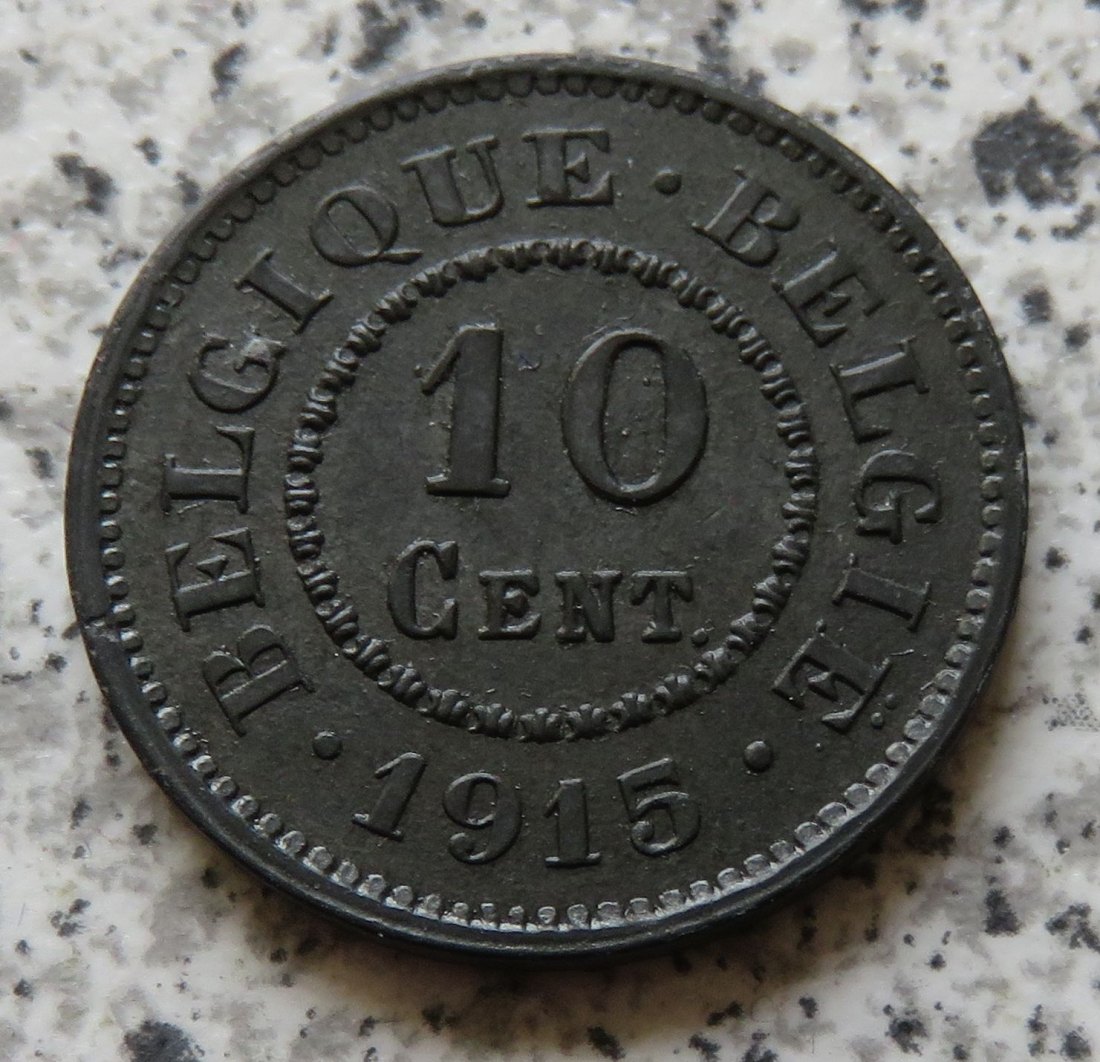 BELGIQUE · BELGIË
10
CENT.
· 1915 ·